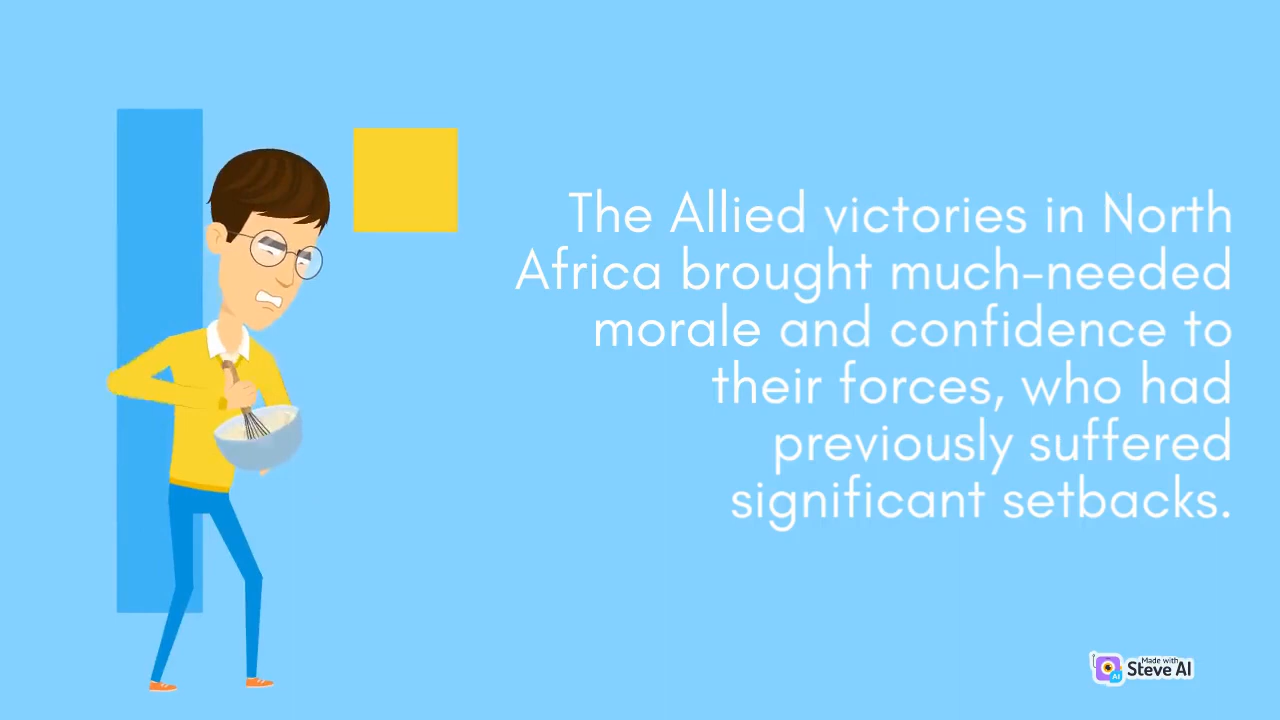 The Allied victories in North
Africa brought much-needed
morale and confidence to
their forces, who had
previously suffered
significant setbacks.
Made with
Steve AI
AI